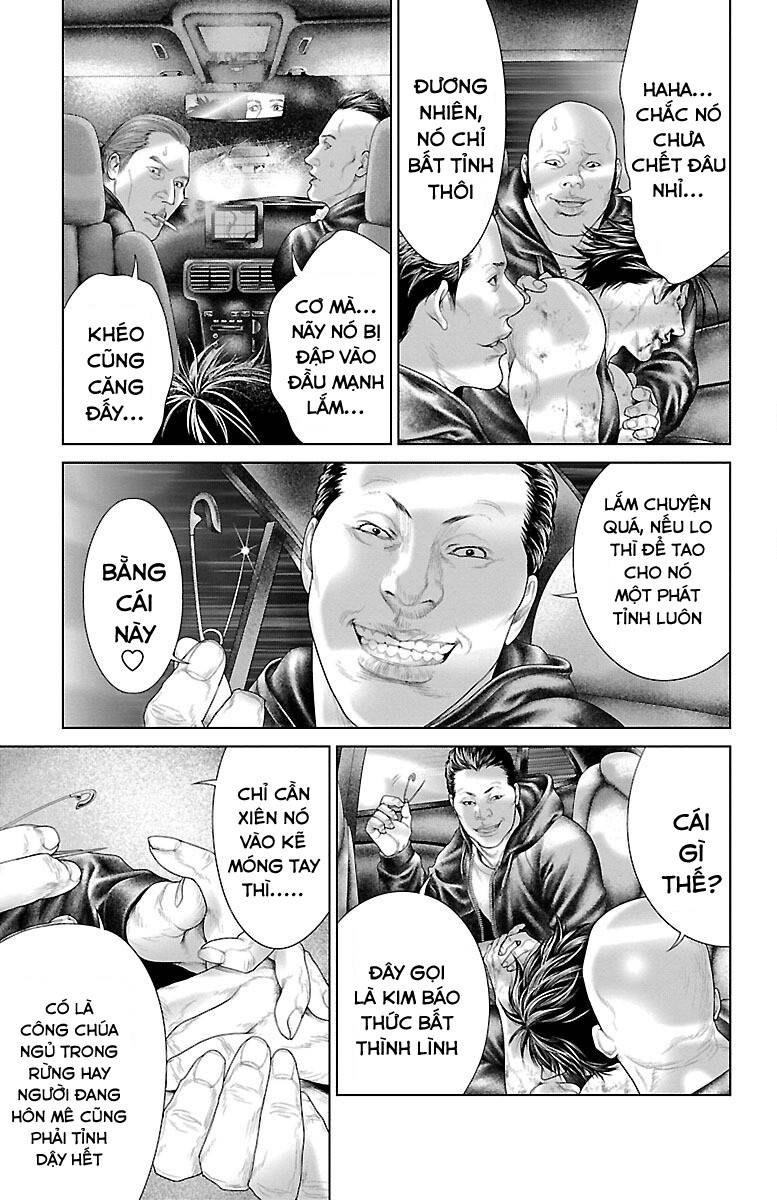 HAHA...
CHẮC NÓ
CHƯA
CHẾT ĐÂU
NHỈ...
ĐƯƠNG
NHIÊN,
NÓ CHỈ
BẤT TỈNH
THÔI
CƠ MÀ...
NÃY NÓ BỊ
ĐẬP VÀO
ĐẦU MẠNH
LẮM...
KHÉO
CŨNG
CĂNG
ĐẤY...
LẮM CHUYỆN
QUÁ, NẾU LO
THÌ ĐỂ TAO
CHO NÓ
MỘT PHÁT
TỈNH LUÔN
BẰNG
CÁI
NÀY
♡
CÁI
GÌ
THẾ?
ĐÂY GỌI
LÀ KIM BÁO
THỨC BẤT
THÌNH LÌNH
CHỈ CẦN
XIÊN NÓ
VÀO KẼ
MÓNG TAY
THÌ.....
CÓ LÀ
CÔNG CHÚA
NGỦ TRONG
RỪNG HAY
NGƯỜI ĐANG
HÔN MÊ CŨNG
PHẢI TỈNH
DẬY HẾT